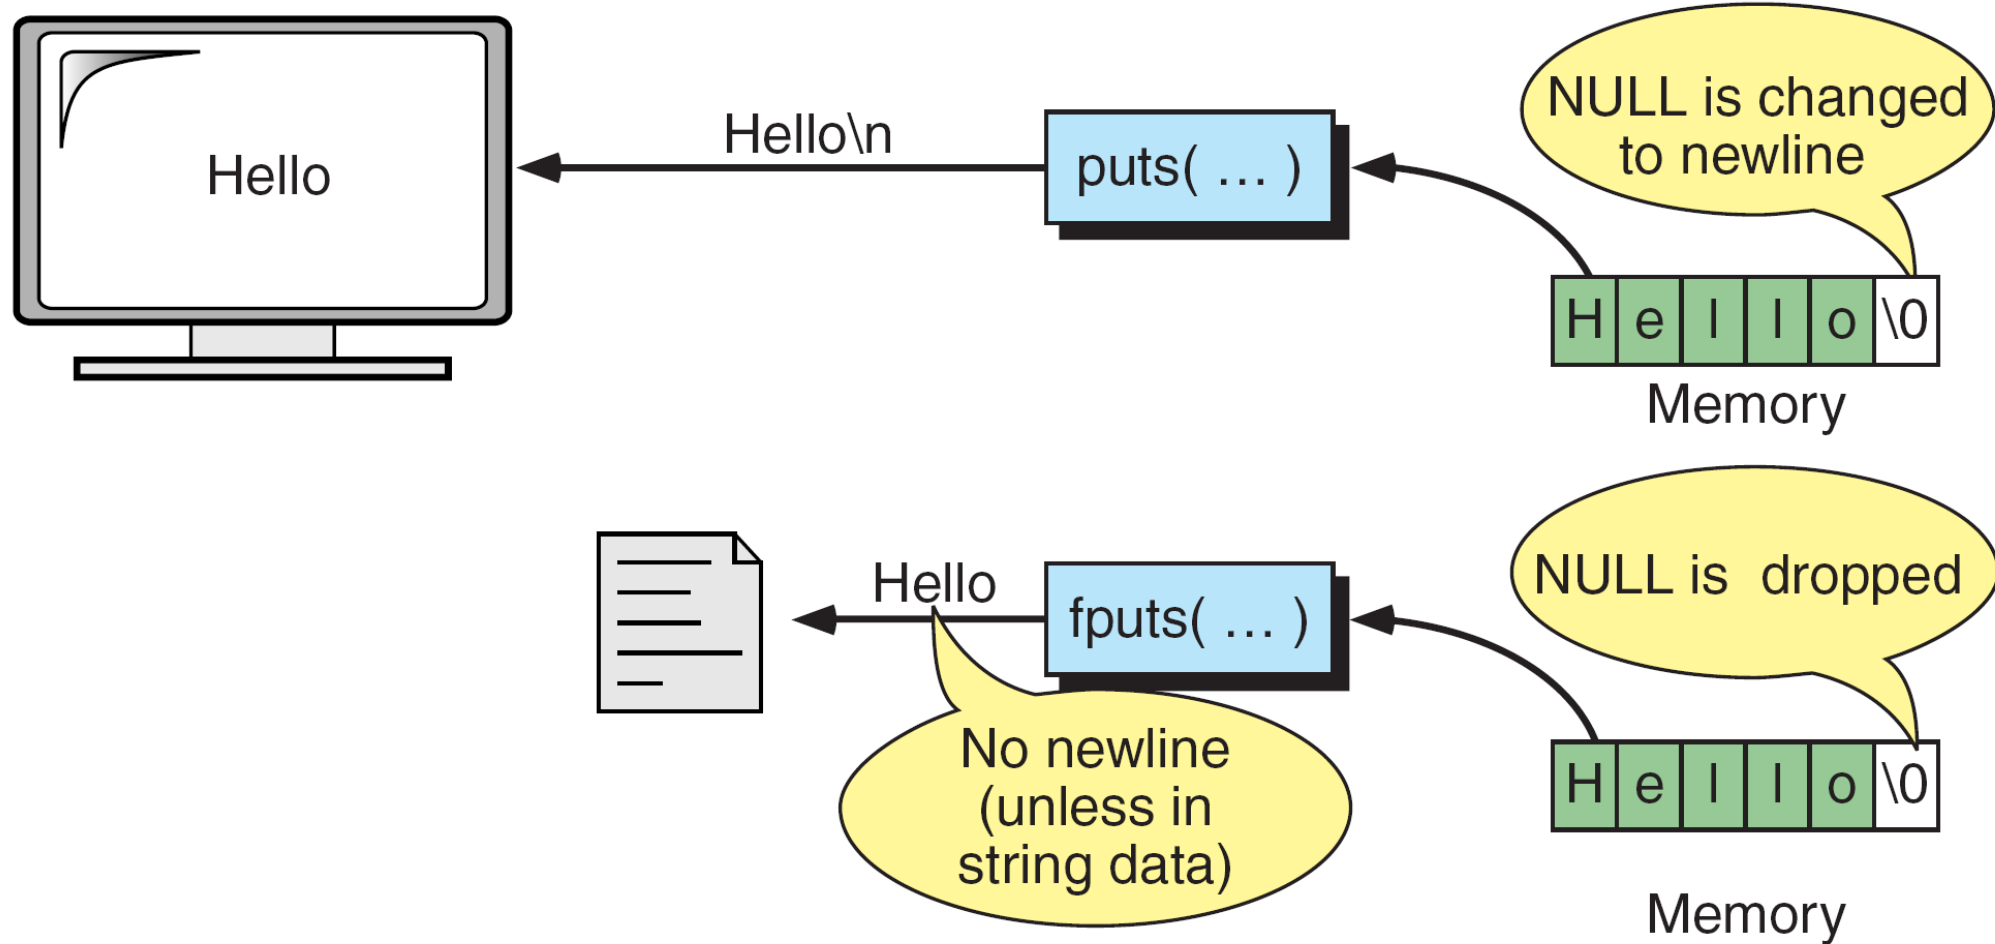 Hello
Hello\n
puts( ... )
NULL is changed
to newline
H e l l o \0
Memory
Hello
fputs( ... )
NULL is dropped
No newline
(unless in
string data)
H e l l o \0
Memory